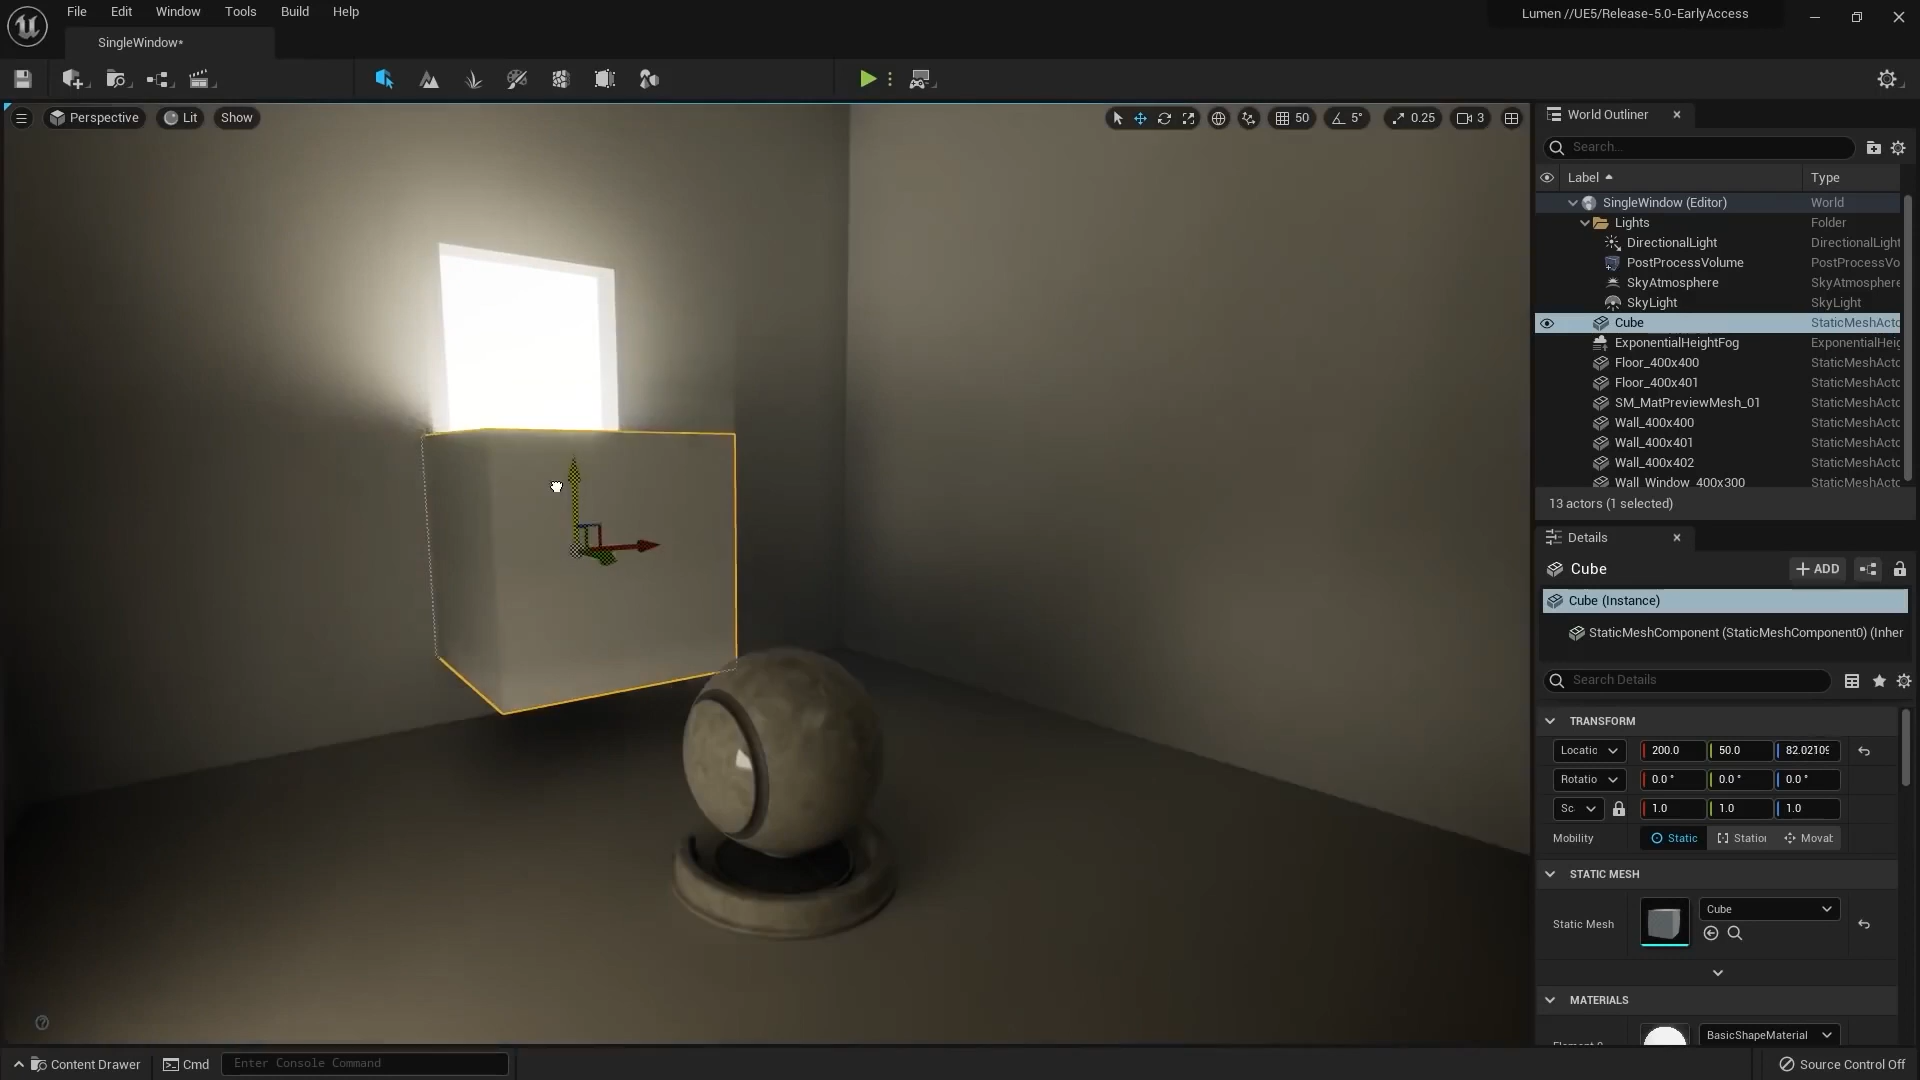 File Edit Window Tools Build Help
Lumen //UE5/Release-5.0-EarlyAccess
SingleWindow*
Perspective Lit Show
50 5° 0.25 3
World Outliner
Search...
Label Type
SingleWindow (Editor) World
Lights Folder
DirectionalLight DirectionalLight
PostProcessVolume PostProcessVo
SkyAtmosphere SkyAtmosphere
SkyLight SkyLight
Cube StaticMeshActo
ExponentialHeightFog ExponentialHeig
Floor_400x400 StaticMeshActo
Floor_400x401 StaticMeshActo
SM_MatPreviewMesh_01 StaticMeshActo
Wall_400x400 StaticMeshActo
Wall_400x401 StaticMeshActo
Wall_400x402 StaticMeshActo
Wall_Window_400x300 StaticMeshActo
13 actors (1 selected)
Details
Cube
+ ADD
Cube (Instance)
StaticMeshComponent (StaticMeshComponent0) (Inher
Search Details
TRANSFORM
Locatic 200.0 50.0 82.02109
Rotatio 0.0 ° 0.0 ° 0.0 °
Sc 1.0 1.0 1.0
Mobility Static Station Movab
STATIC MESH
Static Mesh
Cube
MATERIALS
BasicShapeMaterial
Content Drawer Cmd Enter Console Command
Source Control Off